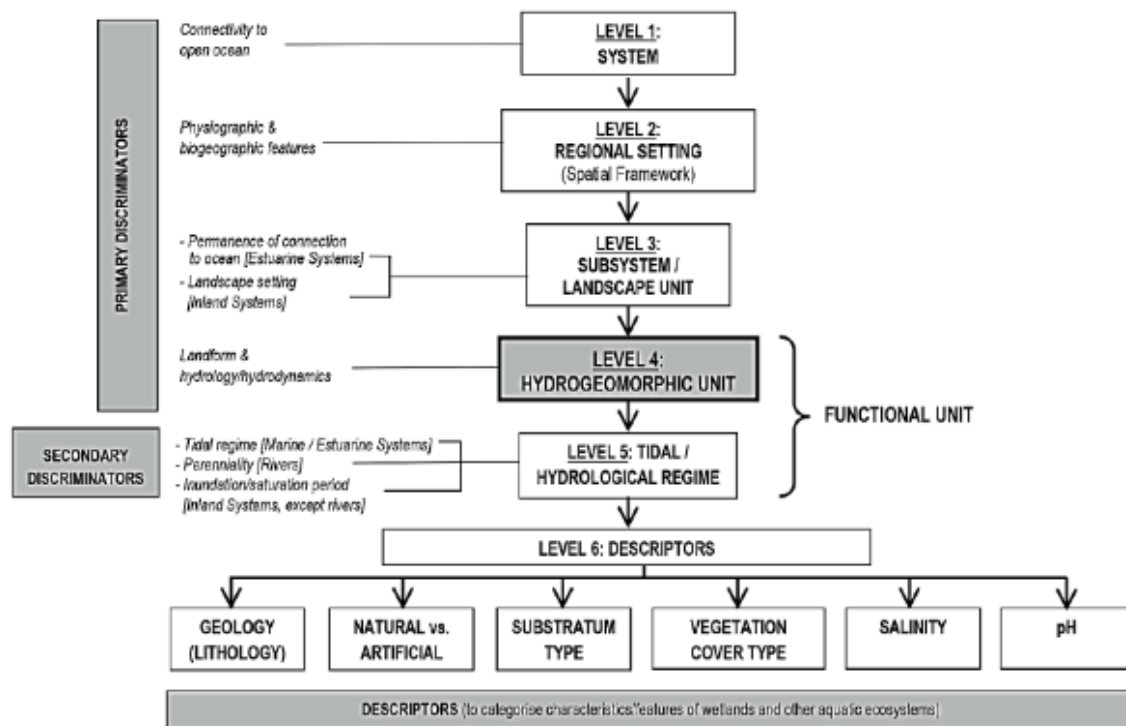 PRIMARY DISCRIMINATORS
Connectivity to
open ocean
LEVEL 1:
SYSTEM
Physiographic &
biogeographic features
LEVEL 2:
REGIONAL SETTING
(Spatial Framework)
- Permanence of connection
to ocean [Estuarine Systems]
- Landscape setting
[Inland Systems]
LEVEL 3:
SUBSYSTEM /
LANDSCAPE UNIT
Landform &
hydrology/hydrodynamics
LEVEL 4:
HYDROGEOMORPHIC UNIT
FUNCTIONAL UNIT
SECONDARY
DISCRIMINATORS
- Tidal regime [Marine / Estuarine Systems]
- Perenniality [Rivers]
- Inundation/saturation period
[Inland Systems, except rivers]
LEVEL 5: TIDAL /
HYDROLOGICAL REGIME
LEVEL 6: DESCRIPTORS
GEOLOGY
(LITHOLOGY)
NATURAL vs.
ARTIFICIAL
SUBSTRATUM
TYPE
VEGETATION
COVER TYPE
SALINITY
pH
DESCRIPTORS (to categorise characteristics/features of wetlands and other aquatic ecosystems)